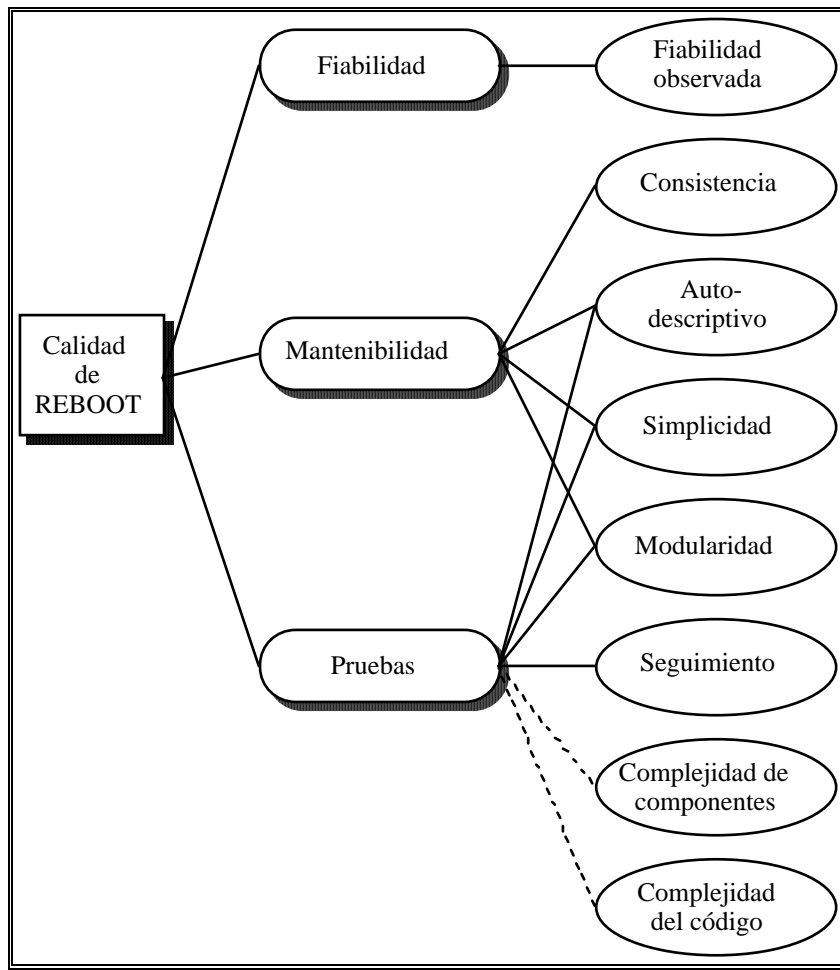 Fiabilidad
Fiabilidad
observada
Consistencia
Auto-
descriptivo
Calidad
de
REBOOT
Mantenibilidad
Simplicidad
Modularidad
Pruebas
Seguimiento
Complejidad de
componentes
Complejidad
del código